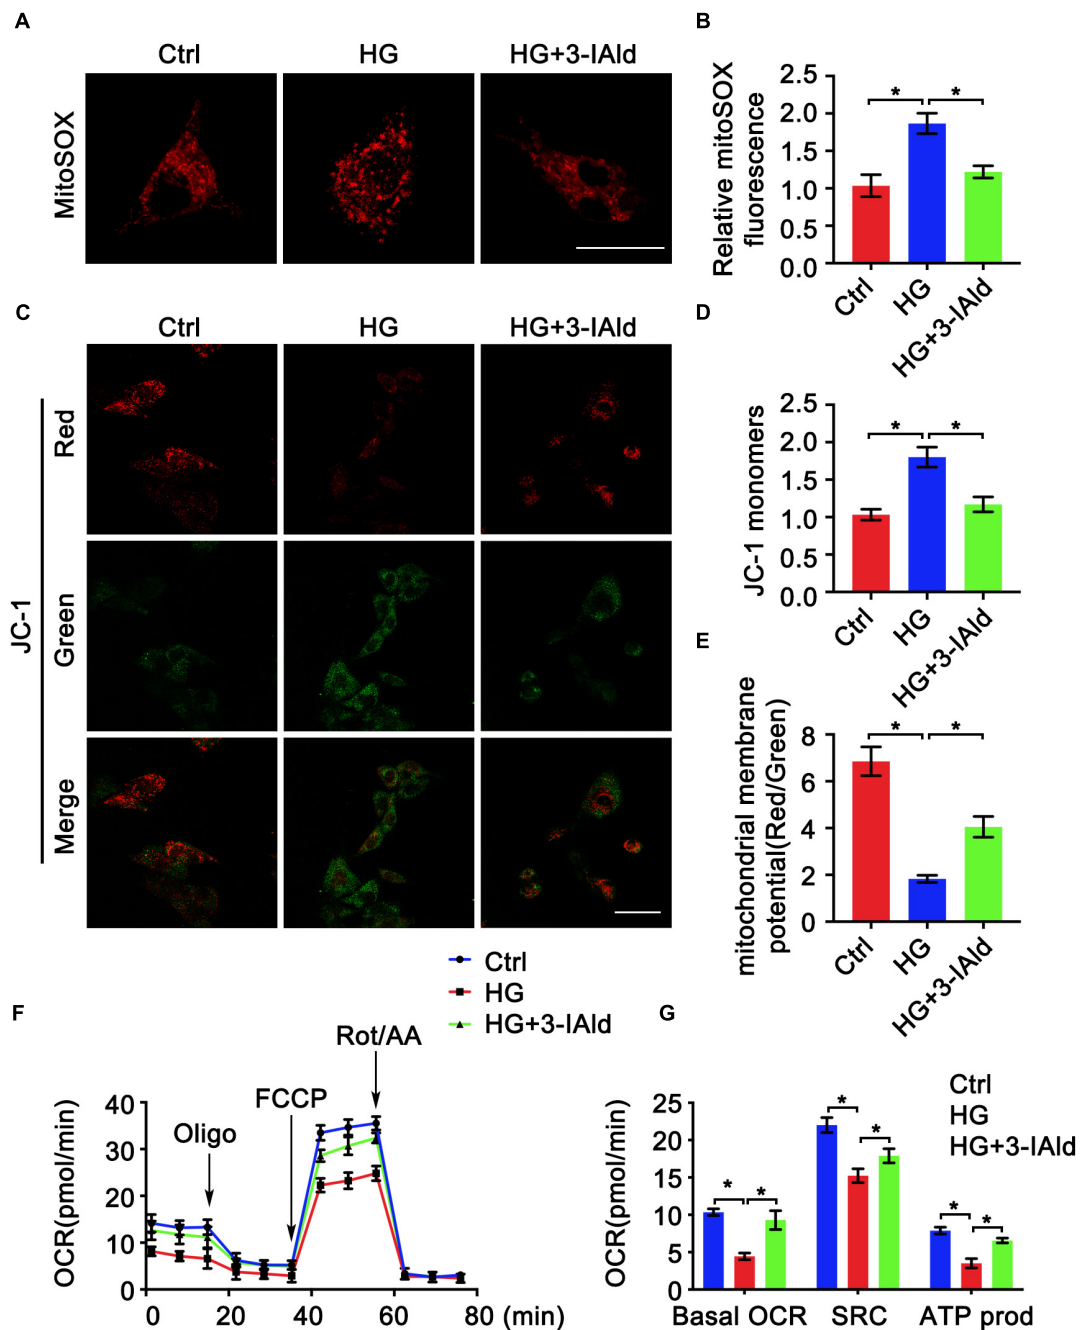 A
Ctrl
HG
HG+3-IAld
MitoSOX
B
Relative mitoSOX
fluorescence
2.5
2.0
1.5
1.0
0.5
0.0
*
*
Ctrl
HG
HG+3-IAld
C
Ctrl
HG
HG+3-IAld
JC-1
Red
Green
Merge
D
JC-1 monomers
2.5
2.0
1.5
1.0
0.5
0.0
*
*
Ctrl
HG
HG+3-IAld
E
mitochondrial membrane
potential(Red/Green)
8
6
4
2
0
*
*
Ctrl
HG
HG+3-IAld
F
Ctrl
HG
HG+3-IAld
Oligo
FCCP
Rot/AA
OCR(pmol/min)
40
30
20
10
0
0
20
40
60
80
(min)
G
Ctrl
HG
HG+3-IAld
OCR(pmol/min)
25
20
15
10
5
0
*
*
*
*
*
*
Basal OCR
SRC
ATP prod